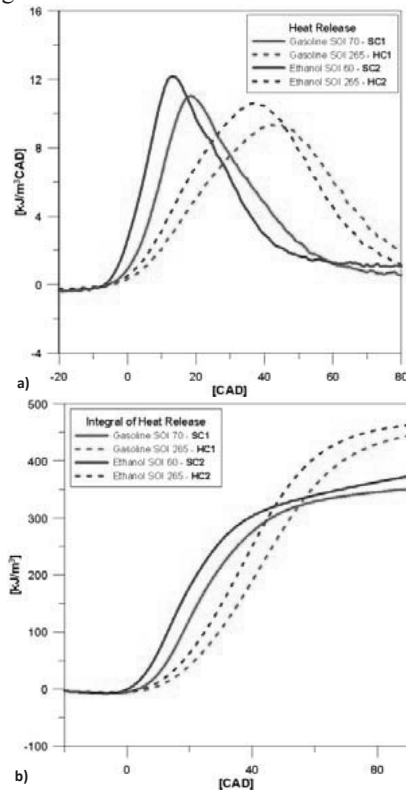 Heat Release
Gasoline SOI 70 - SC1
Gasoline SOI 265 - HC1
Ethanol SOI 60 - SC2
Ethanol SOI 265 - HC2
[kJ/m³CAD]
16
12
8
4
0
-4
-20
0
20
40
60
80
[CAD]
a)
Integral of Heat Release
Gasoline SOI 70 - SC1
Gasoline SOI 265 - HC1
Ethanol SOI 60 - SC2
Ethanol SOI 265 - HC2
[kJ/m³]
500
400
300
200
100
0
-100
0
40
80
[CAD]
b)